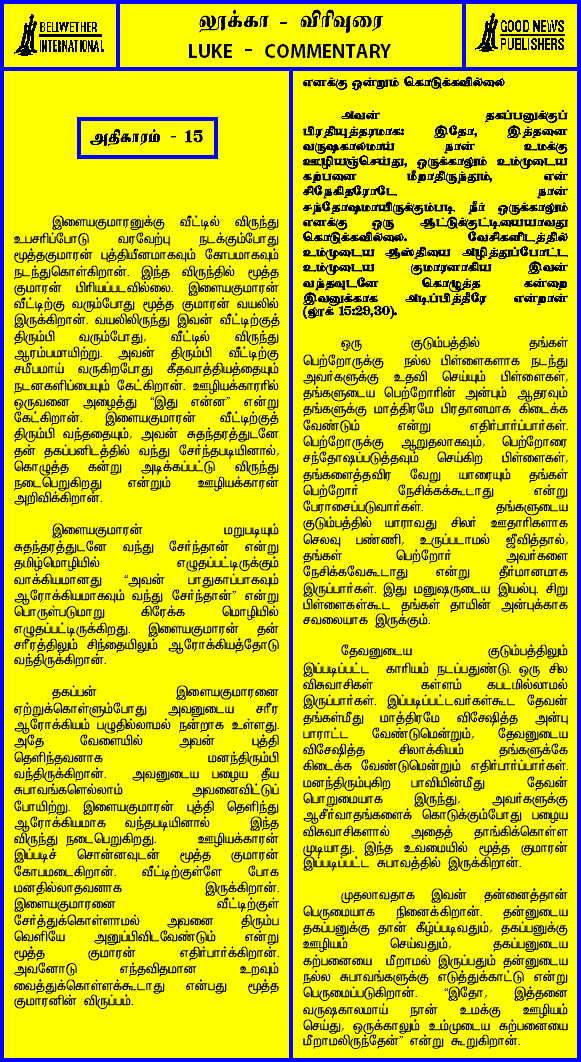 BELLWETHER
INTERNATIONAL
லூக்கா - விரிவுரை
LUKE - COMMENTARY
GOOD NEWS
PUBLISHERS
அதிகாரம் - 15
இளையகுமாரனுக்கு வீட்டில் விருந்து
உபசரிப்போடு வரவேற்பு நடக்கும்போது
மூத்தகுமாரன் புத்தியீனமாகவும் கோபமாகவும்
நடந்துகொள்கிறான். இந்த விருந்தில் மூத்த
குமாரன் பிரியப்படவில்லை. இளையகுமாரன்
வீட்டிற்கு வரும்போது மூத்த குமாரன் வயலில்
இருக்கிறான். வயலிலிருந்து இவன் வீட்டிற்குத்
திரும்பி வரும்போது, வீட்டில் விருந்து
ஆரம்பமாயிற்று. அவன் திரும்பி வீட்டிற்கு
சமீபமாய் வருகிறபோது கீதவாத்தியத்தையும்
நடனகளிப்பையும் கேட்கிறான். ஊழியக்காரரில்
ஒருவனை அழைத்து “இது என்ன” என்று
கேட்கிறான். இளையகுமாரன் வீட்டிற்குத்
திரும்பி வந்ததையும், அவன் சுதந்தரத்துடனே
தன் தகப்பனிடத்தில் வந்து சேர்ந்தபடியினால்,
கொழுத்த கன்று அடிக்கப்பட்டு விருந்து
நடைபெறுகிறது என்றும் ஊழியக்காரன்
அறிவிக்கிறான்.
இளையகுமாரன் மறுபடியும்
சுதந்தரத்துடனே வந்து சேர்ந்தான் என்று
தமிழ்மொழியில் எழுதப்பட்டிருக்கும்
வாக்கியமானது “அவன் பாதுகாப்பாகவும்
ஆரோக்கியமாகவும் வந்து சேர்ந்தான்” என்று
பொருள்படுமாறு கிரேக்க மொழியில்
எழுதப்பட்டிருக்கிறது. இளையகுமாரன் தன்
சரீரத்திலும் சிந்தையிலும் ஆரோக்கியத்தோடு
வந்திருக்கிறான்.
தகப்பன் இளையகுமாரனை
ஏற்றுக்கொள்ளும்போது அவனுடைய சரீர
ஆரோக்கியம் பழுதில்லாமல் நன்றாக உள்ளது.
அதே வேளையில் அவன் புத்தி
தெளிந்தவனாக மனந்திரும்பி
வந்திருக்கிறான். அவனுடைய பழைய தீய
சுபாவங்களெல்லாம் அவனைவிட்டுப்
போயிற்று. இளையகுமாரன் புத்தி தெளிந்து
ஆரோக்கியமாக வந்தபடியினால் இந்த
விருந்து நடைபெறுகிறது. ஊழியக்காரன்
இப்படிச் சொன்னவுடன் மூத்த குமாரன்
கோபமடைகிறான். வீட்டிற்குள்ளே போக
மனதில்லாதவனாக இருக்கிறான்.
இளையகுமாரனை வீட்டிற்குள்
சேர்த்துக்கொள்ளாமல் அவனை திரும்ப
வெளியே அனுப்பிவிடவேண்டும் என்று
மூத்த குமாரன் எதிர்பார்க்கிறான்.
அவனோடு எந்தவிதமான உறவும்
வைத்துக்கொள்ளக்கூடாது என்பது மூத்த
குமாரனின் விருப்பம்.
எனக்கு ஒன்றும் கொடுக்கவில்லை
அவன் தகப்பனுக்குப்
பிரதியுத்தரமாக: இதோ, இத்தனை
வருஷகாலமாய் நான் உமக்கு
ஊழியஞ்செய்து, ஒருக்காலும் உம்முடைய
கற்பனை மீறாதிருந்தும், என்
சிநேகிதரோடே நான்
சந்தோஷமாயிருக்கும்படி நீர் ஒருக்காலும்
எனக்கு ஒரு ஆட்டுக்குட்டியையாவது
கொடுக்கவில்லை. வேசிகளிடத்தில்
உம்முடைய ஆஸ்தியை அழித்துப்போட்ட
உம்முடைய குமாரனாகிய இவன்
வந்தவுடனே கொழுத்த கன்றை
இவனுக்காக அடிப்பித்தீரே என்றான்
(லூக் 15:29,30).
ஒரு குடும்பத்தில் தங்கள்
பெற்றோருக்கு நல்ல பிள்ளைகளாக நடந்து
அவர்களுக்கு உதவி செய்யும் பிள்ளைகள்,
தங்களுடைய பெற்றோரின் அன்பும் ஆதரவும்
தங்களுக்கு மாத்திரமே பிரதானமாக கிடைக்க
வேண்டும் என்று எதிர்பார்ப்பார்கள்.
பெற்றோருக்கு ஆறுதலாகவும், பெற்றோரை
சந்தோஷப்படுத்தவும் செய்கிற பிள்ளைகள்,
தங்களைத்தவிர வேறு யாரையும் தங்கள்
பெற்றோர் நேசிக்கக்கூடாது என்று
பேராசைப்படுவார்கள். தங்களுடைய
குடும்பத்தில் யாராவது சிலர் ஊதாரிகளாக
செலவு பண்ணி, உருப்படாமல் ஜீவித்தால்,
தங்கள் பெற்றோர் அவர்களை
நேசிக்கவேகூடாது என்று தீர்மானமாக
இருப்பார்கள். இது மனுஷருடைய இயல்பு. சிறு
பிள்ளைகள்கூட தங்கள் தாயின் அன்புக்காக
சவலையாக இருக்கும்.
தேவனுடைய குடும்பத்திலும்
இப்படிப்பட்ட காரியம் நடப்பதுண்டு. ஒரு சில
விசுவாசிகள் கள்ளம் கபடமில்லாமல்
இருப்பார்கள். இப்படிப்பட்டவர்கள்கூட தேவன்
தங்கள்மீது மாத்திரமே விசேஷித்த அன்பு
பாராட்ட வேண்டுமென்றும், தேவனுடைய
விசேஷித்த சிலாக்கியம் தங்களுக்கே
கிடைக்க வேண்டுமென்றும் எதிர்பார்ப்பார்கள்.
மனந்திரும்புகிற பாவியின்மீது தேவன்
பொறுமையாக இருந்து, அவர்களுக்கு
ஆசீர்வாதங்களைக் கொடுக்கும்போது பழைய
விசுவாசிகளால் அதைத் தாங்கிக்கொள்ள
முடியாது. இந்த உவமையில் மூத்த குமாரன்
இப்படிப்பட்ட சுபாவத்தில் இருக்கிறான்.
முதலாவதாக இவன் தன்னைத்தான்
பெருமையாக நினைக்கிறான். தன்னுடைய
தகப்பனுக்கு தான் கீழ்ப்படிவதும், தகப்பனுக்கு
ஊழியம் செய்வதும், தகப்பனுடைய
கற்பனையை மீறாமல் இருப்பதும் தன்னுடைய
நல்ல சுபாவங்களுக்கு எடுத்துக்காட்டு என்று
பெருமைப்படுகிறான். “இதோ, இத்தனை
வருஷகாலமாய் நான் உமக்கு ஊழியம்
செய்து, ஒருக்காலும் உம்முடைய கற்பனையை
மீறாமலிருந்தேன்” என்று கூறுகிறான்.